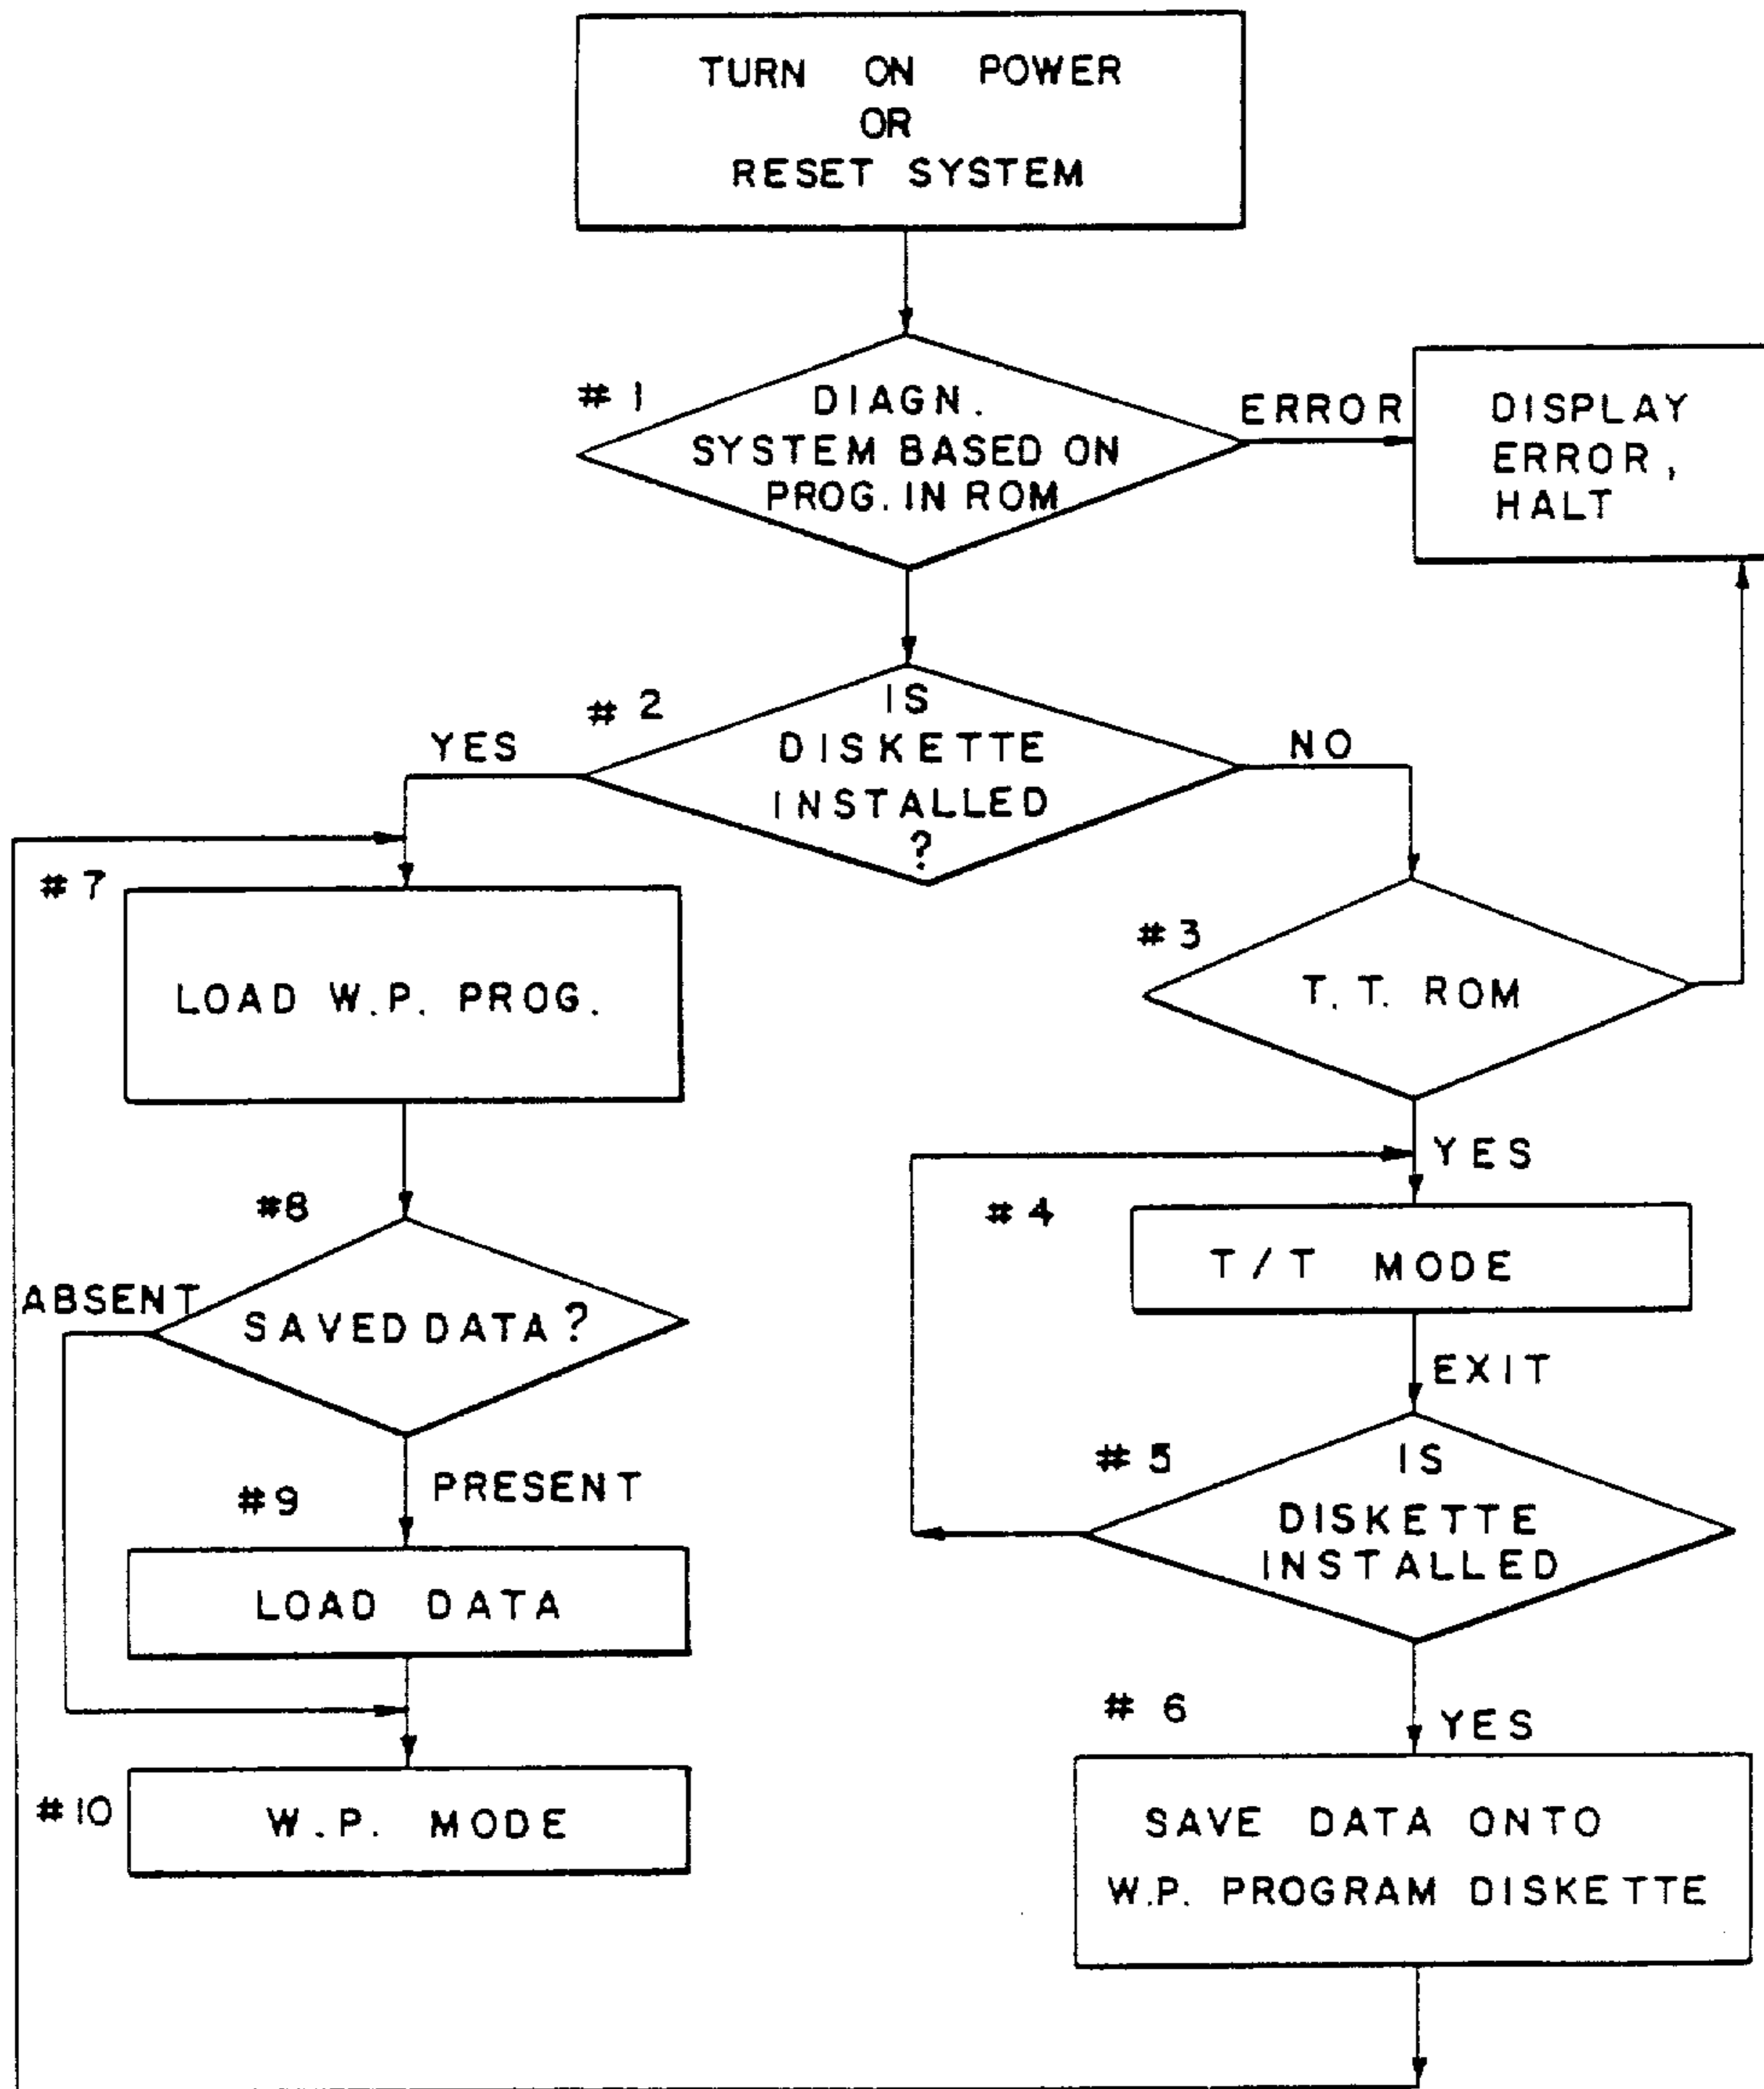 TURN ON POWER
OR
RESET SYSTEM
# 1
DIAGN.
SYSTEM BASED ON
PROG. IN ROM
ERROR
DISPLAY
ERROR,
HALT
# 2
IS
DISKETTE
INSTALLED
?
YES
NO
# 7
LOAD W.P. PROG.
# 3
T.T. ROM
YES
#8
SAVED DATA?
ABSENT
PRESENT
# 4
T/T MODE
EXIT
#9
LOAD DATA
# 5
IS
DISKETTE
INSTALLED
YES
#10
W.P. MODE
# 6
SAVE DATA ONTO
W.P. PROGRAM DISKETTE